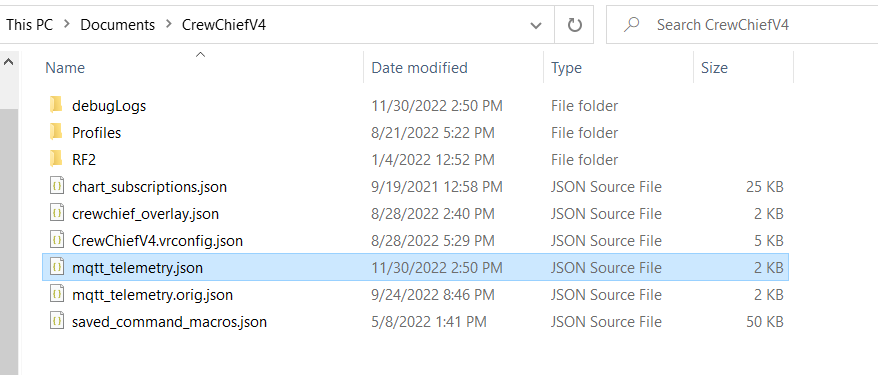 This PC > Documents > CrewChiefV4 Search CrewChiefV4
Name Date modified Type Size
debugLogs 11/30/2022 2:50 PM File folder
Profiles 8/21/2022 5:22 PM File folder
RF2 1/4/2022 12:52 PM File folder
chart_subscriptions.json 9/19/2021 12:58 PM JSON Source File 25 KB
crewchief_overlay.json 8/28/2022 2:40 PM JSON Source File 2 KB
CrewChiefV4.vrconfig.json 8/28/2022 5:29 PM JSON Source File 5 KB
mqtt_telemetry.json 11/30/2022 2:50 PM JSON Source File 2 KB
mqtt_telemetry.orig.json 9/24/2022 8:46 PM JSON Source File 2 KB
saved_command_macros.json 5/8/2022 1:41 PM JSON Source File 50 KB